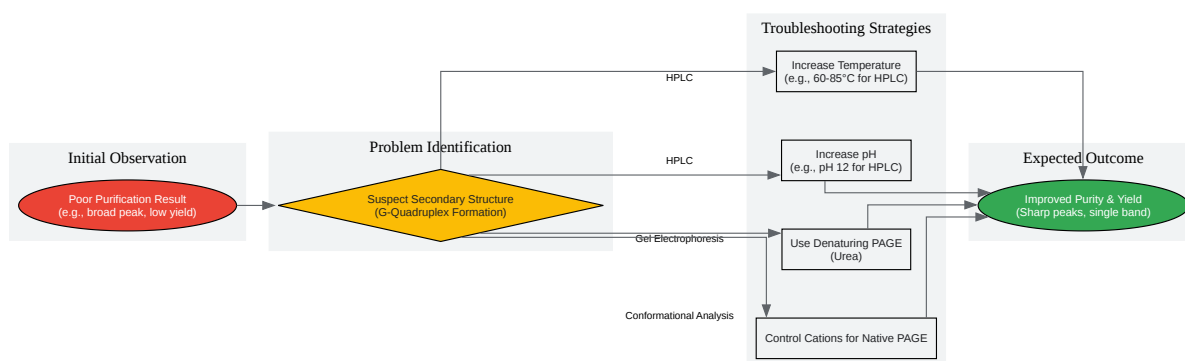 Initial Observation
Poor Purification Result
(e.g., broad peak, low yield)
Problem Identification
Suspect Secondary Structure
(G-Quadruplex Formation)
HPLC
HPLC
Gel Electrophoresis
Conformational Analysis
Troubleshooting Strategies
Increase Temperature
(e.g., 60-85°C for HPLC)
Increase pH
(e.g., pH 12 for HPLC)
Use Denaturing PAGE
(Urea)
Control Cations for Native PAGE
Expected Outcome
Improved Purity & Yield
(Sharp peaks, single band)